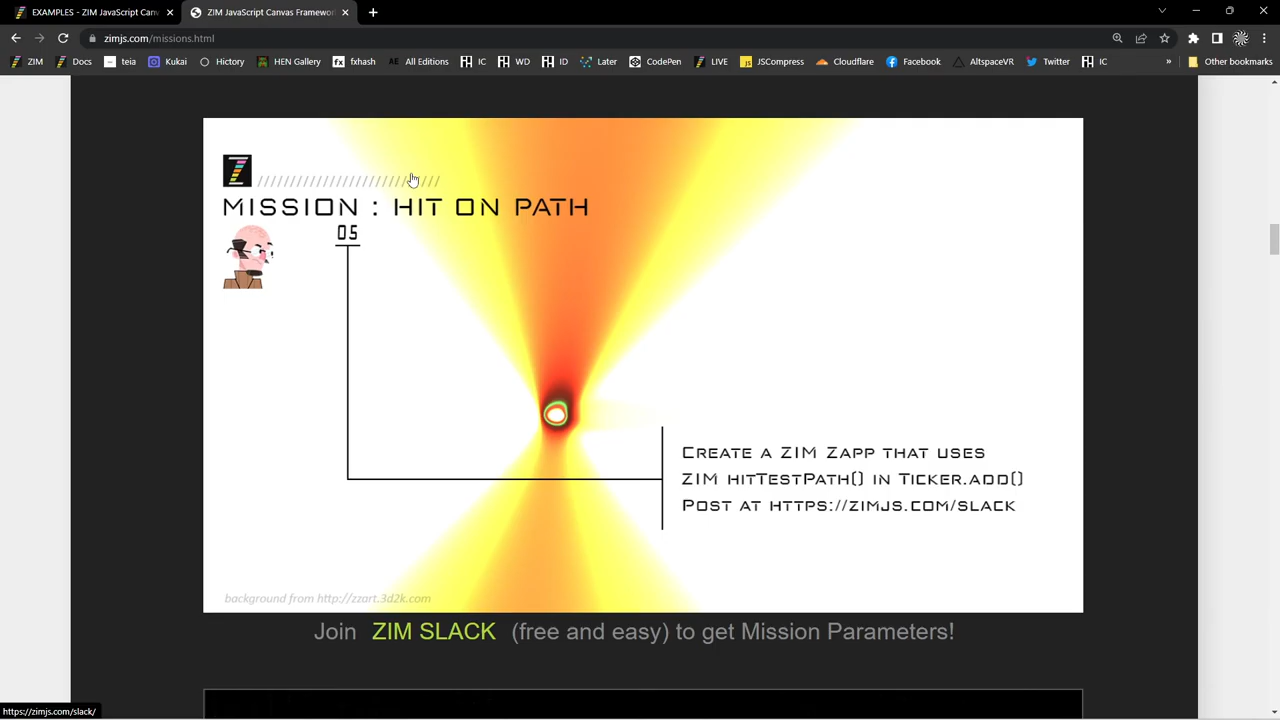 EXAMPLES - ZIM JavaScript Canv
ZIM JavaScript Canvas Framewor
zimjs.com/missions.html
ZIM
Docs
teia
Kukai
Hictory
HEN Gallery
fxhash
All Editions
IC
WD
ID
Later
CodePen
LIVE
JSCompress
Cloudflare
Facebook
AltspaceVR
Twitter
IC
»
Other bookmarks
////////////////////////////
MISSION : HIT ON PATH
05
CREATE A ZIM ZAPP THAT USES
ZIM HITTESTPATH() IN TICKER.ADD()
POST AT HTTPS://ZIMJS.COM/SLACK
background from http://zzart.3d2k.com
Join ZIM SLACK (free and easy) to get Mission Parameters!
https://zimjs.com/slack/